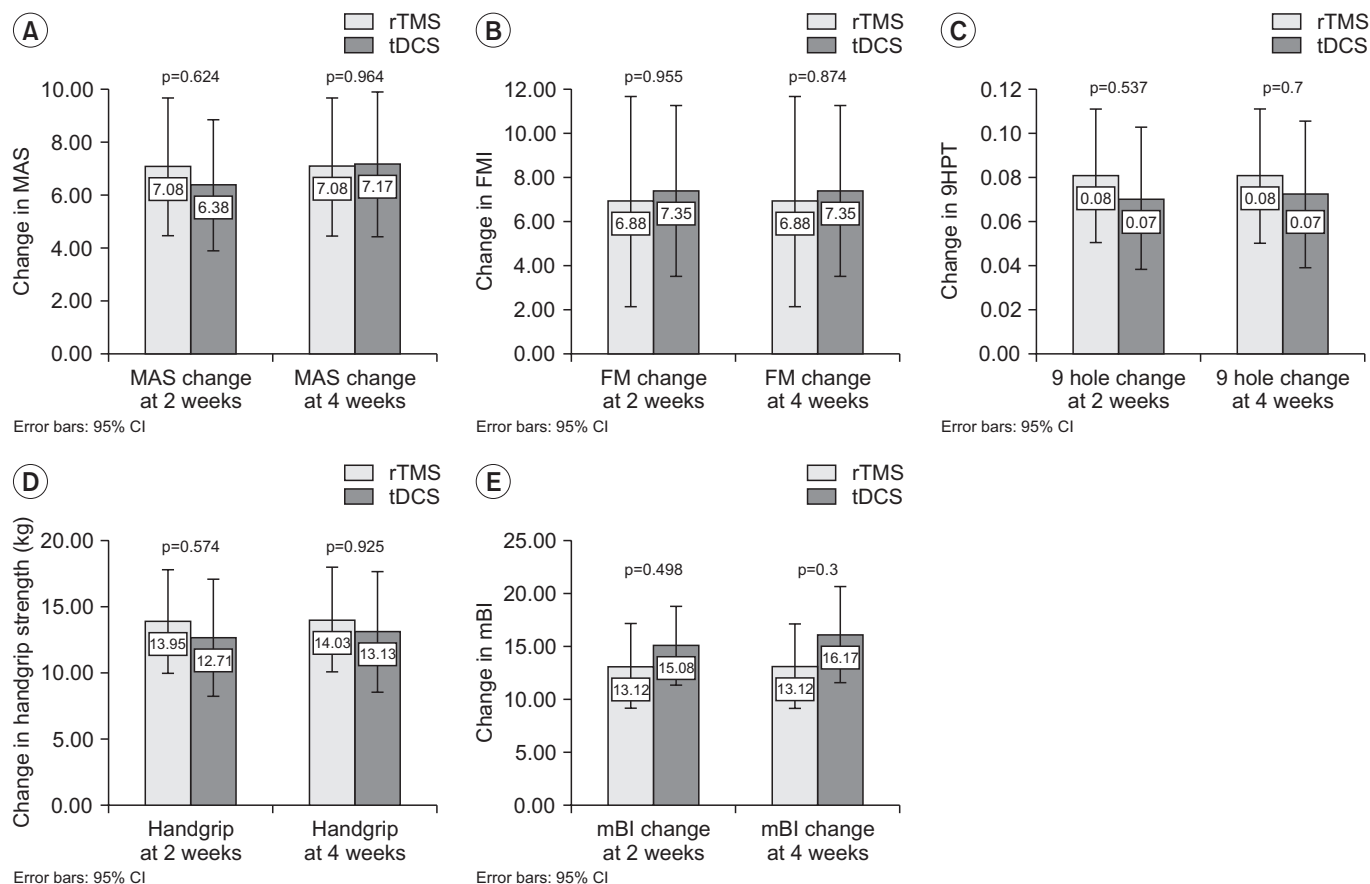 A
rTMS
tDCS
p=0.624
p=0.964
Change in MAS
10.00
8.00
6.00
4.00
2.00
0.00
7.08
6.38
7.08
7.17
MAS change
at 2 weeks
MAS change
at 4 weeks
Error bars: 95% CI
B
rTMS
tDCS
p=0.955
p=0.874
Change in FMI
12.00
10.00
8.00
6.00
4.00
2.00
0.00
6.88
7.35
6.88
7.35
FM change
at 2 weeks
FM change
at 4 weeks
Error bars: 95% CI
C
rTMS
tDCS
p=0.537
p=0.7
Change in 9HPT
0.12
0.10
0.08
0.06
0.04
0.02
0.00
0.08
0.07
0.08
0.07
9 hole change
at 2 weeks
9 hole change
at 4 weeks
Error bars: 95% CI
D
rTMS
tDCS
p=0.574
p=0.925
Change in handgrip strength (kg)
20.00
15.00
10.00
5.00
0.00
13.95
12.71
14.03
13.13
Handgrip
at 2 weeks
Handgrip
at 4 weeks
Error bars: 95% CI
E
rTMS
tDCS
p=0.498
p=0.3
Change in mBI
25.00
20.00
15.00
10.00
5.00
0.00
13.12
15.08
13.12
16.17
mBI change
at 2 weeks
mBI change
at 4 weeks
Error bars: 95% CI